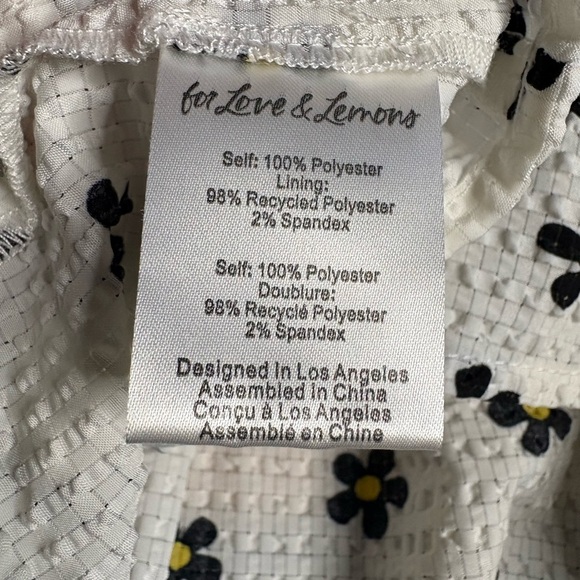 for Love & Lemons
Self: 100% Polyester
Lining:
98% Recycled Polyester
2% Spandex
Self: 100% Polyester
Doublure:
98% Recyclé Polyester
2% Spandex
Designed In Los Angeles
Assembled In China
Conçu à Los Angeles
Assemblé en Chine